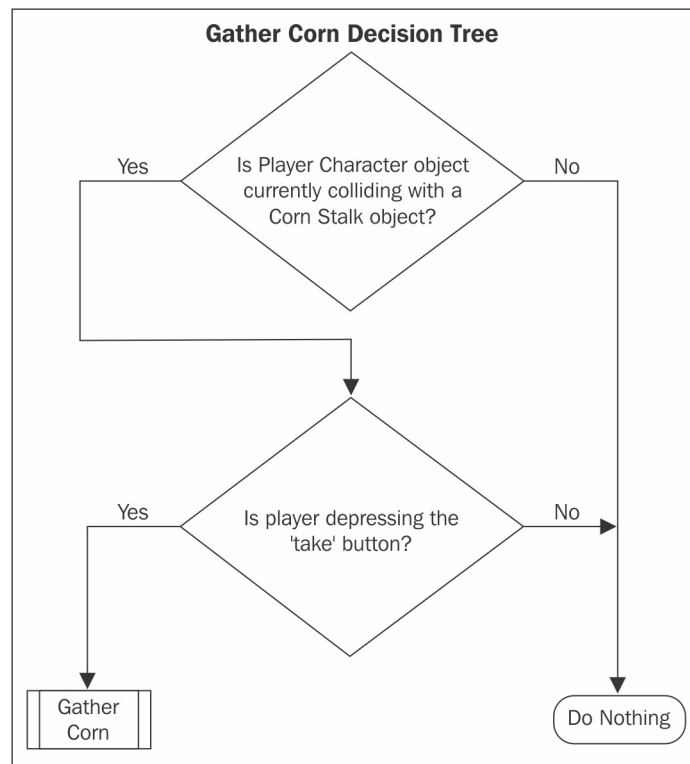 Gather Corn Decision Tree
Is Player Character object
currently colliding with a
Corn Stalk object?
Yes
No
Is player depressing the
'take' button?
Yes
No
Gather
Corn
Do Nothing